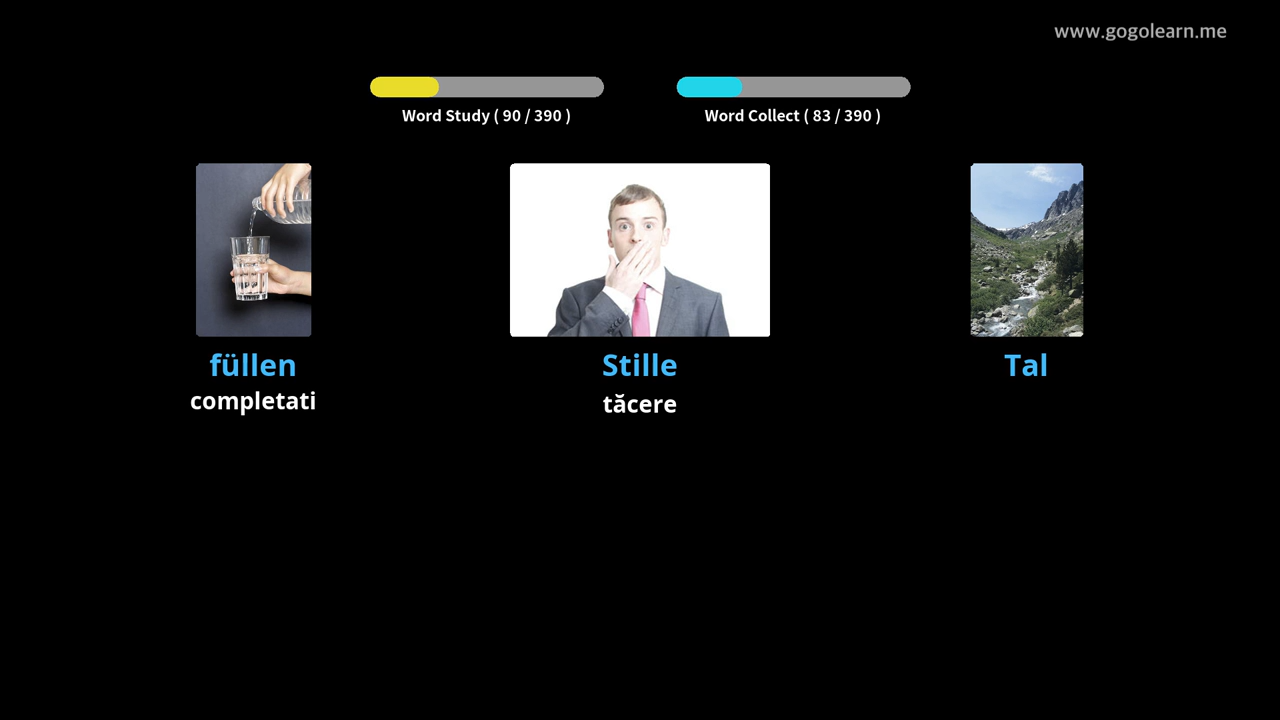 www.gogolearn.me
Word Study ( 90 / 390 )
Word Collect ( 83 / 390 )
füllen
completati
Stille
tăcere
Tal